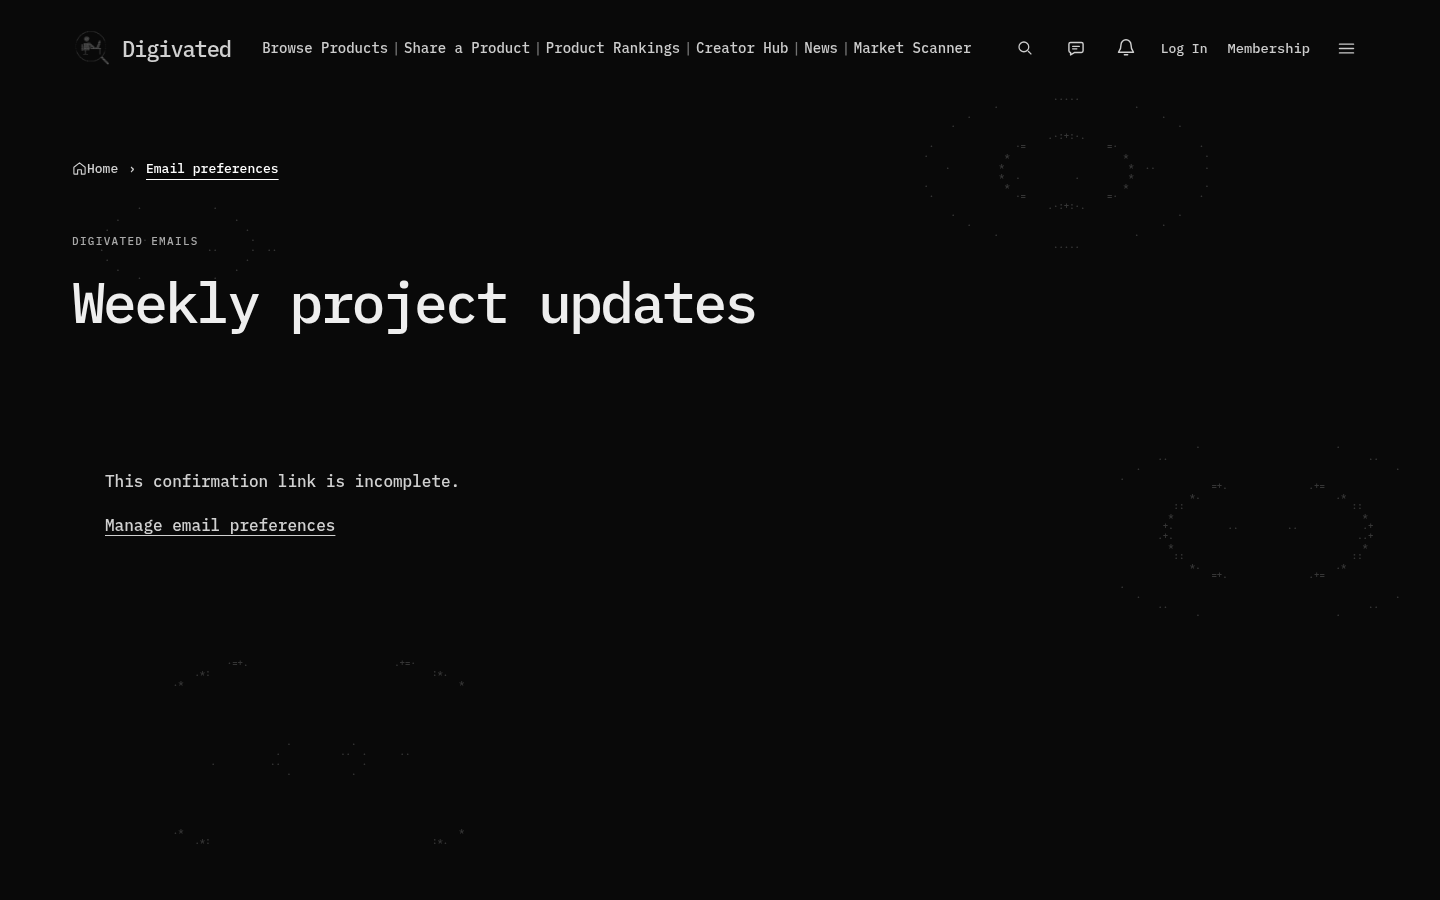 Digivated
Browse Products | Share a Product | Product Rankings | Creator Hub | News | Market Scanner
Log In
Membership
Home › Email preferences
DIGIVATED EMAILS
Weekly project updates
This confirmation link is incomplete.
Manage email preferences